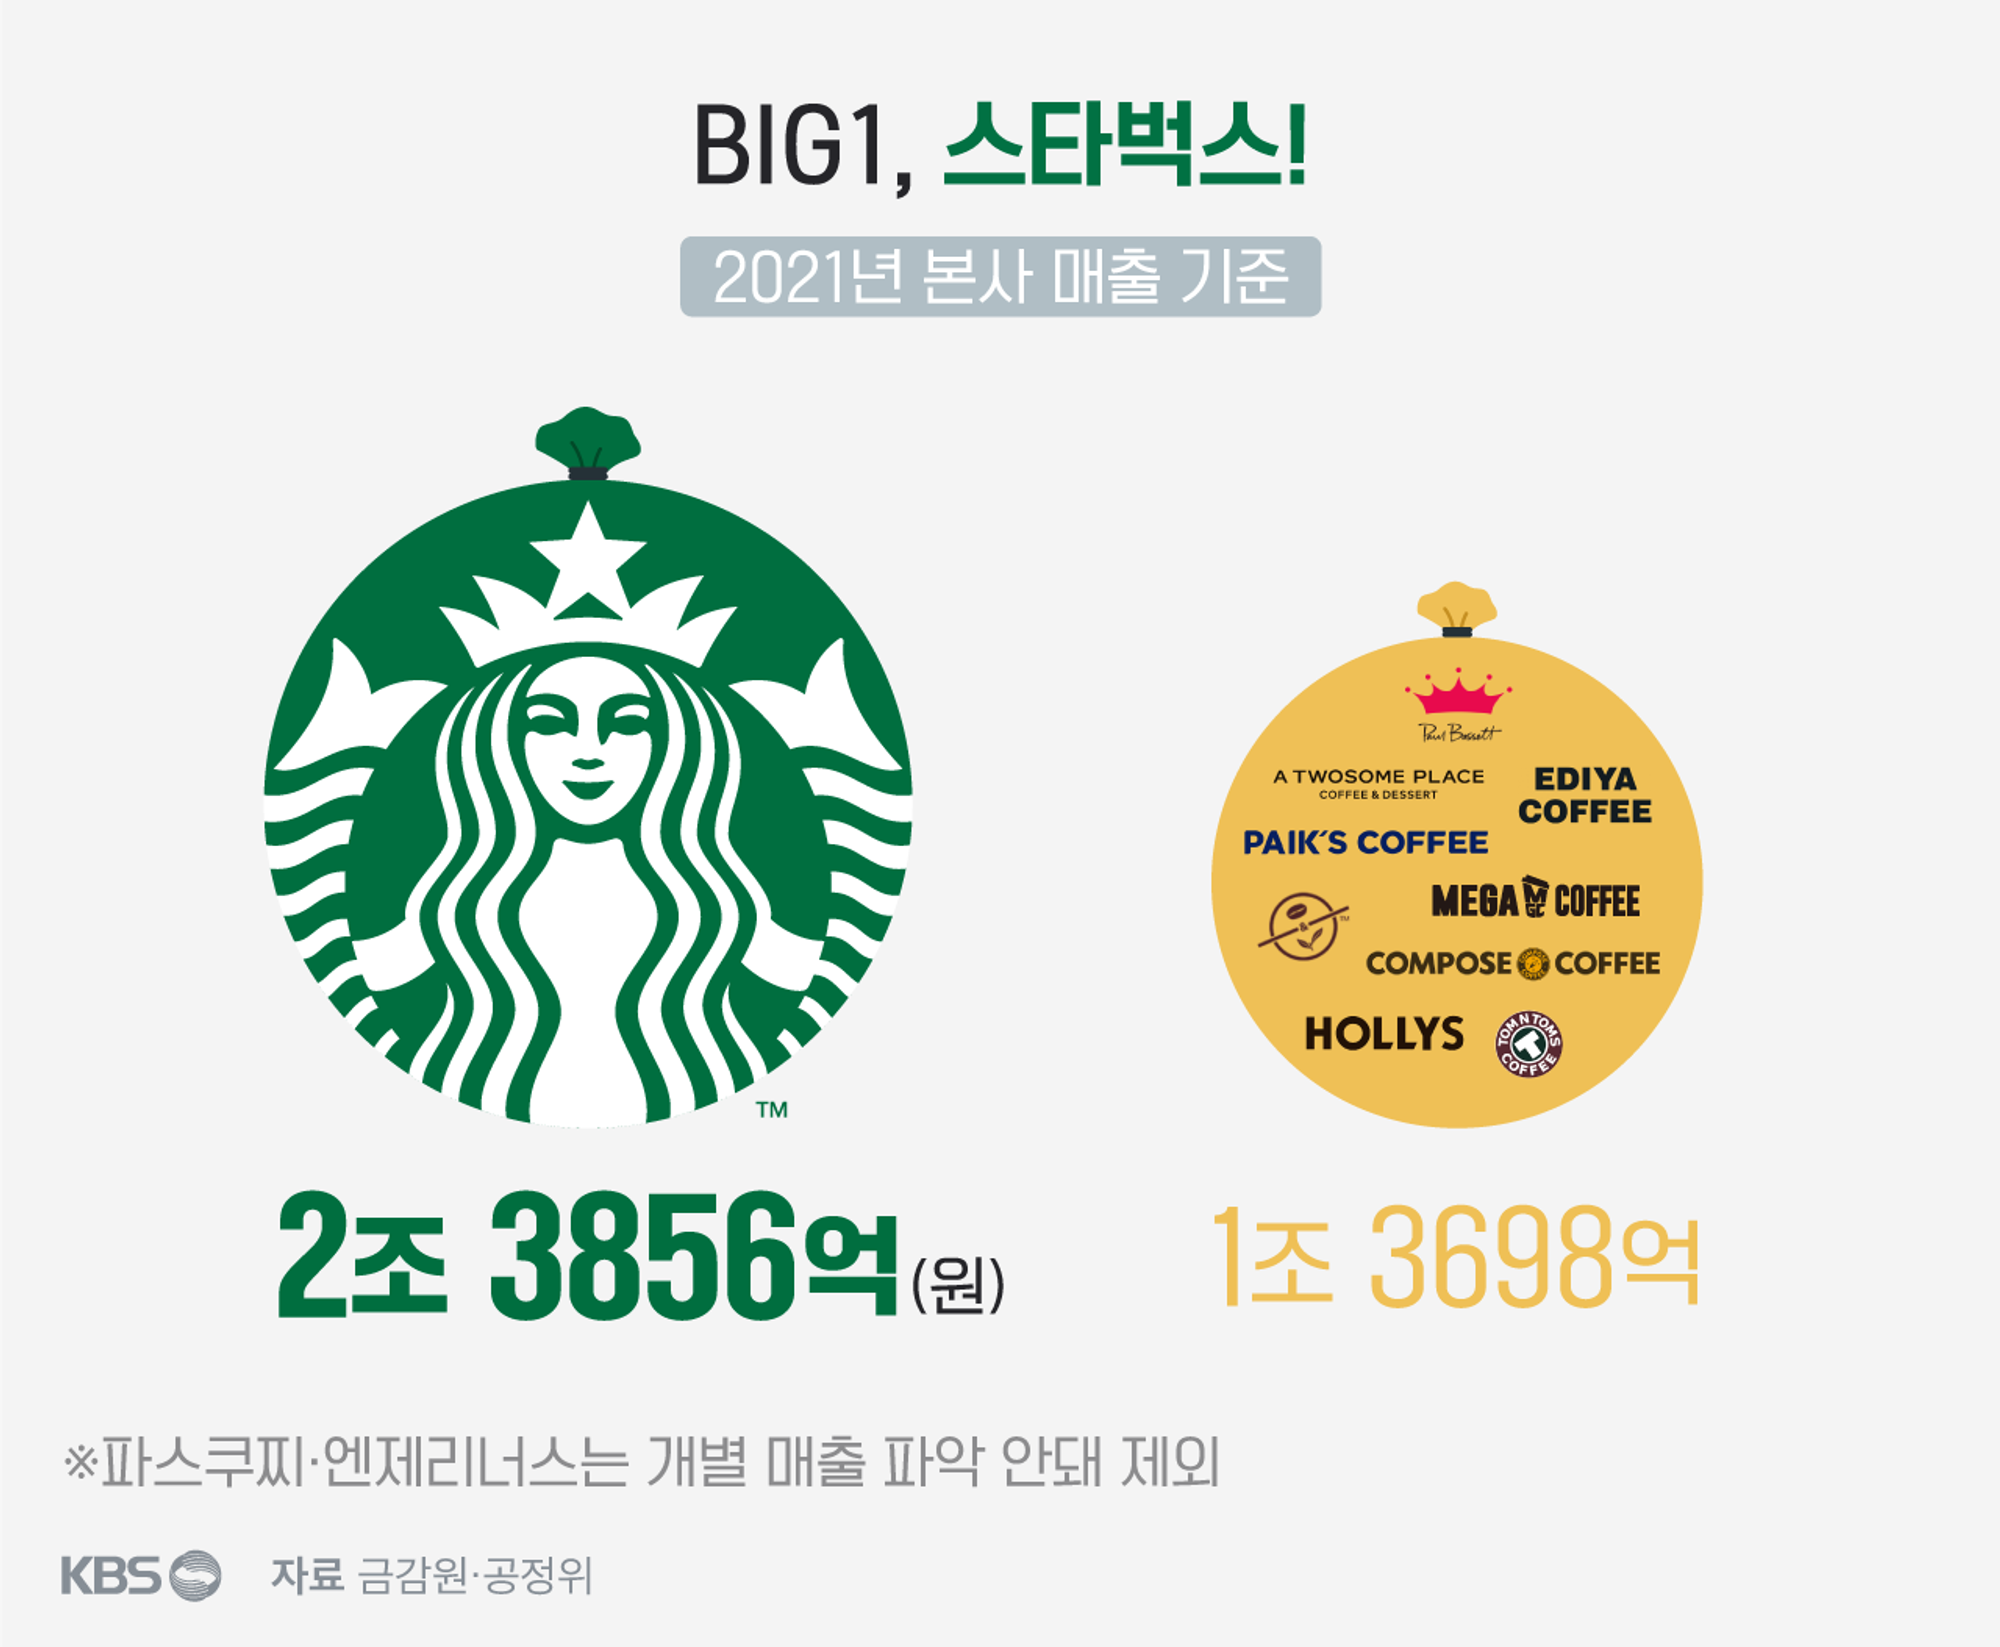 BIG1, 스타벅스!
2021년 본사 매출 기준
Paul Bassett
A TWOSOME PLACE
COFFEE & DESSERT
EDIYA
COFFEE
PAIK'S COFFEE
MEGA MGC COFFEE
&
TM
COMPOSE COFFEE
HOLLYS
TOM N TOMS
COFFEE
TM
2조 3856억(원)
1조 3698억
※파스쿠찌·엔제리너스는 개별 매출 파악 안돼 제외
KBS 자료 금감원·공정위